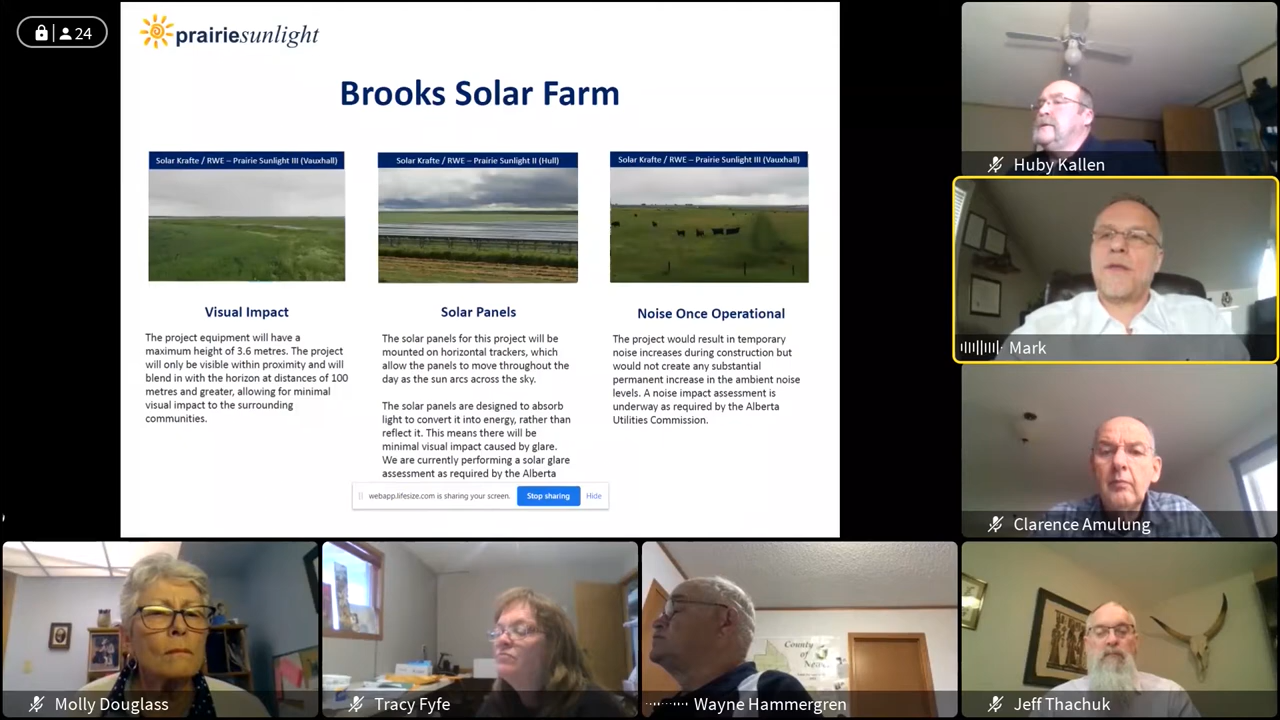 24
prairiesunlight
Brooks Solar Farm
Solar Krafte / RWE – Prairie Sunlight III (Vauxhall)
Solar Krafte / RWE – Prairie Sunlight II (Hull)
Solar Krafte / RWE – Prairie Sunlight III (Vauxhall)
Visual Impact
The project equipment will have a
maximum height of 3.6 metres. The project
will only be visible within proximity and will
blend in with the horizon at distances of 100
metres and greater, allowing for minimal
visual impact to the surrounding
communities.
Solar Panels
The solar panels for this project will be
mounted on horizontal trackers, which
allow the panels to move throughout the
day as the sun arcs across the sky.
The solar panels are designed to absorb
light to convert it into energy, rather than
reflect it. This means there will be
minimal visual impact caused by glare.
We are currently performing a solar glare
assessment as required by the Alberta
Noise Once Operational
The project would result in temporary
noise increases during construction but
would not create any substantial
permanent increase in the ambient noise
levels. A noise impact assessment is
underway as required by the Alberta
Utilities Commission.
webapp.lifesize.com is sharing your screen.
Stop sharing
Hide
Huby Kallen
Mark
Clarence Amulung
Molly Douglass
Tracy Fyfe
County
of
Wayne Hammergren
Jeff Thachuk